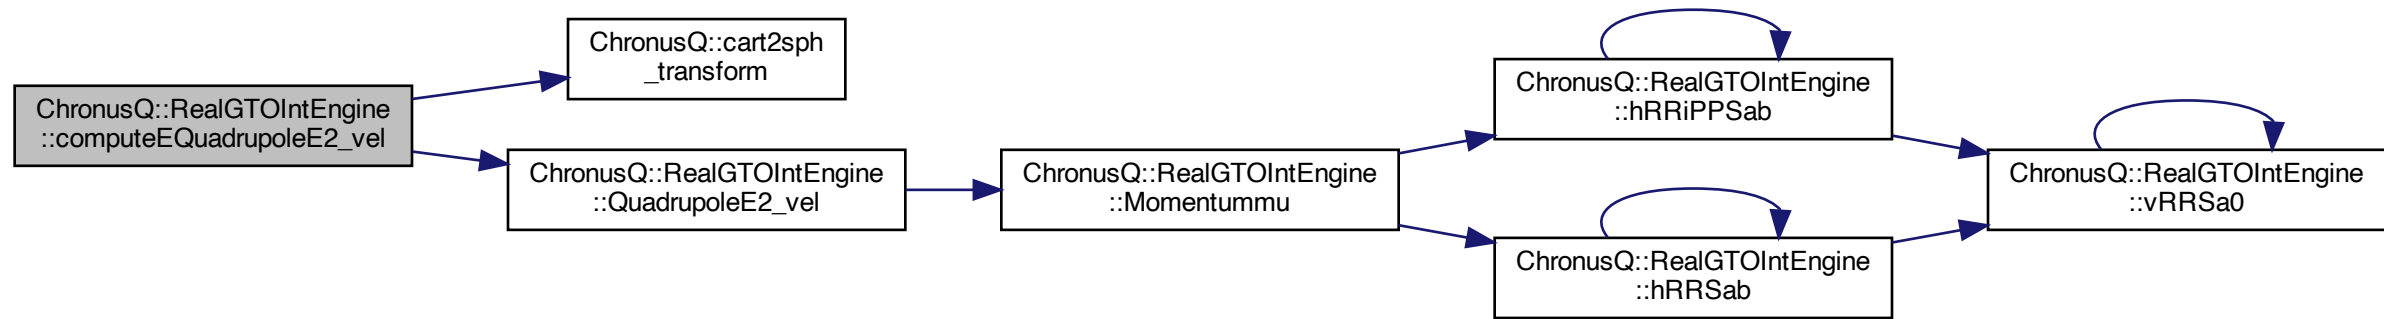 ChronusQ::RealGTOIntEngine
::computeEQuadrupoleE2_vel
ChronusQ::cart2sph
_transform
ChronusQ::RealGTOIntEngine
::QuadrupoleE2_vel
ChronusQ::RealGTOIntEngine
::Momentummu
ChronusQ::RealGTOIntEngine
::hRRiPPSab
ChronusQ::RealGTOIntEngine
::hRRSab
ChronusQ::RealGTOIntEngine
::vRRSa0